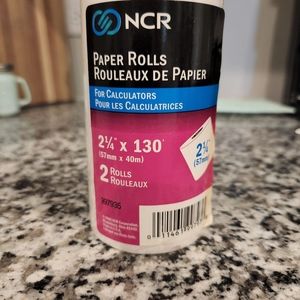 NCR
PAPER ROLLS
ROULEAUX DE PAPIER
FOR CALCULATORS
POUR LES CALCULATRICES
2¼" x 130'
(57mm x 40m)
2 ROLLS
ROULEAUX
2¼"
(57mm)
997935